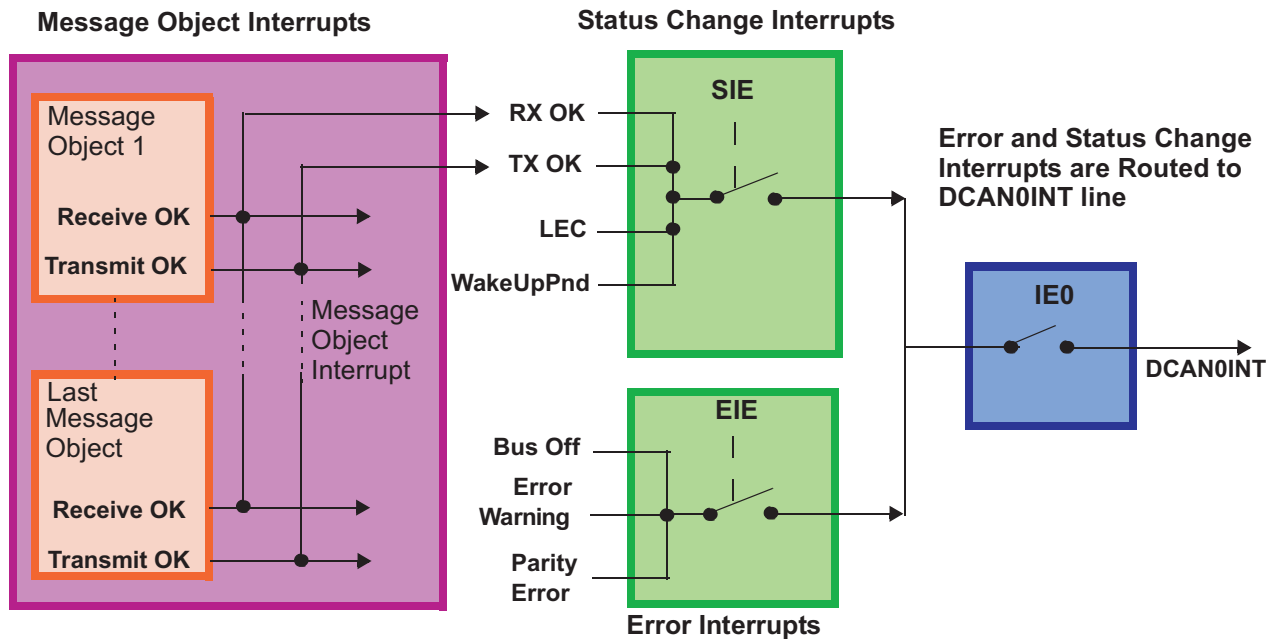 Message Object Interrupts
Status Change Interrupts
Message
Object 1
Receive OK
Transmit OK
Message
Object
Interrupt
Last
Message
Object
Receive OK
Transmit OK
RX OK
TX OK
LEC
WakeUpPnd
SIE
Bus Off
Error
Warning
Parity
Error
EIE
Error Interrupts
Error and Status Change
Interrupts are Routed to
DCAN0INT line
IE0
DCAN0INT